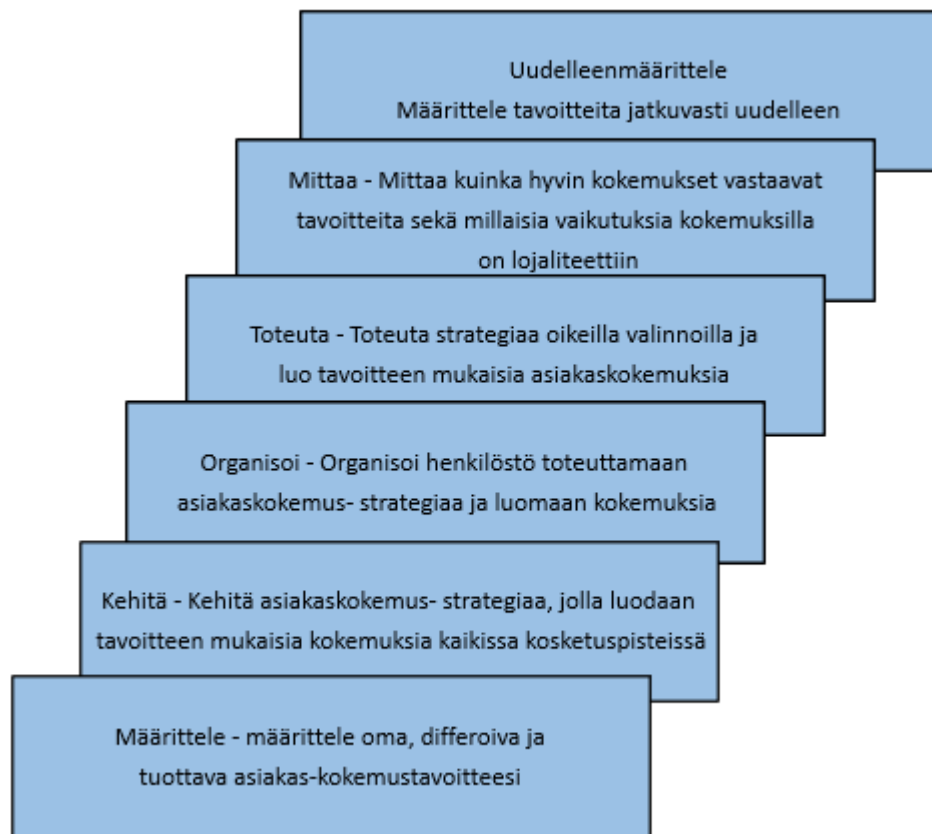 Uudelleenmäärittele
Määrittele tavoitteita jatkuvasti uudelleen
Mittaa - Mittaa kuinka hyvin kokemukset vastaavat
tavoitteita sekä millaisia vaikutuksia kokemuksilla
on lojaliteettiin
Toteuta - Toteuta strategiaa oikeilla valinnoilla ja
luo tavoitteen mukaisia asiakaskokemuksia
Organisoi - Organisoi henkilöstö toteuttamaan
asiakaskokemus- strategiaa ja luomaan kokemuksia
Kehitä - Kehitä asiakaskokemus- strategiaa, jolla luodaan
tavoitteen mukaisia kokemuksia kaikissa kosketuspisteissä
Määrittele - määrittele oma, differoiva ja
tuottava asiakas-kokemustavoitteesi